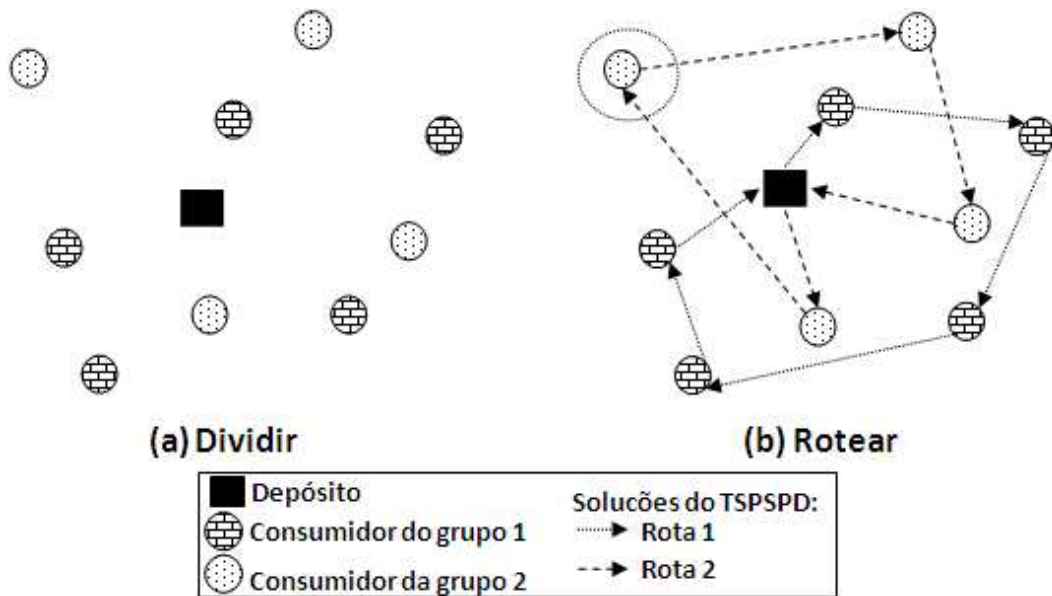 (a) Dividir
(b) Rotear
Depósito
Consumidor do grupo 1
Consumidor da grupo 2
Solucões do TSPSPD:
Rota 1
Rota 2